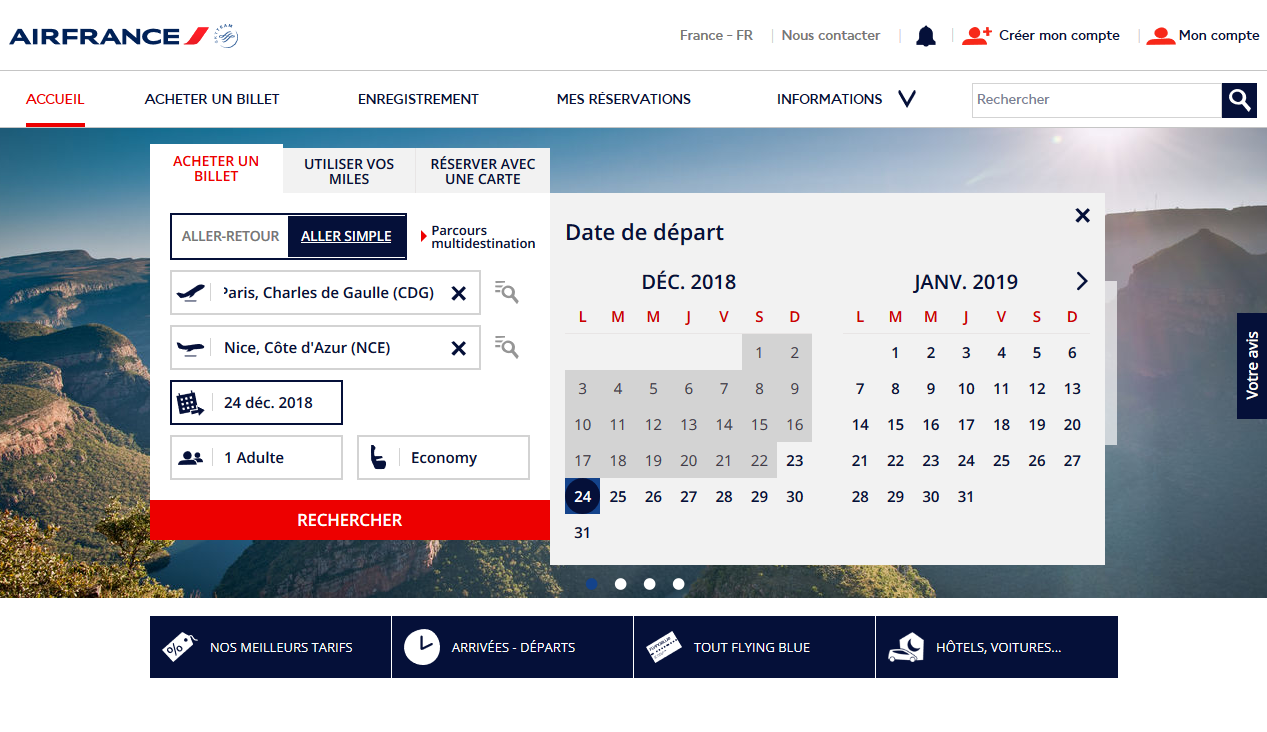 AIRFRANCE
SKYTEAM
France - FR
Nous contacter
Créer mon compte
Mon compte
ACCUEIL
ACHETER UN BILLET
ENREGISTREMENT
MES RÉSERVATIONS
INFORMATIONS
Rechercher
ACHETER UN
BILLET
UTILISER VOS
MILES
RÉSERVER AVEC
UNE CARTE
ALLER-RETOUR
ALLER SIMPLE
Parcours
multidestination
Paris, Charles de Gaulle (CDG)
Nice, Côte d'Azur (NCE)
24 déc. 2018
1 Adulte
Economy
RECHERCHER
Date de départ
DÉC. 2018
L M M J V S D
1 2
3 4 5 6 7 8 9
10 11 12 13 14 15 16
17 18 19 20 21 22 23
24 25 26 27 28 29 30
31
JANV. 2019
L M M J V S D
1 2 3 4 5 6
7 8 9 10 11 12 13
14 15 16 17 18 19 20
21 22 23 24 25 26 27
28 29 30 31
Votre avis
%
NOS MEILLEURS TARIFS
ARRIVÉES - DÉPARTS
TOUT FLYING BLUE
HÔTELS, VOITURES...